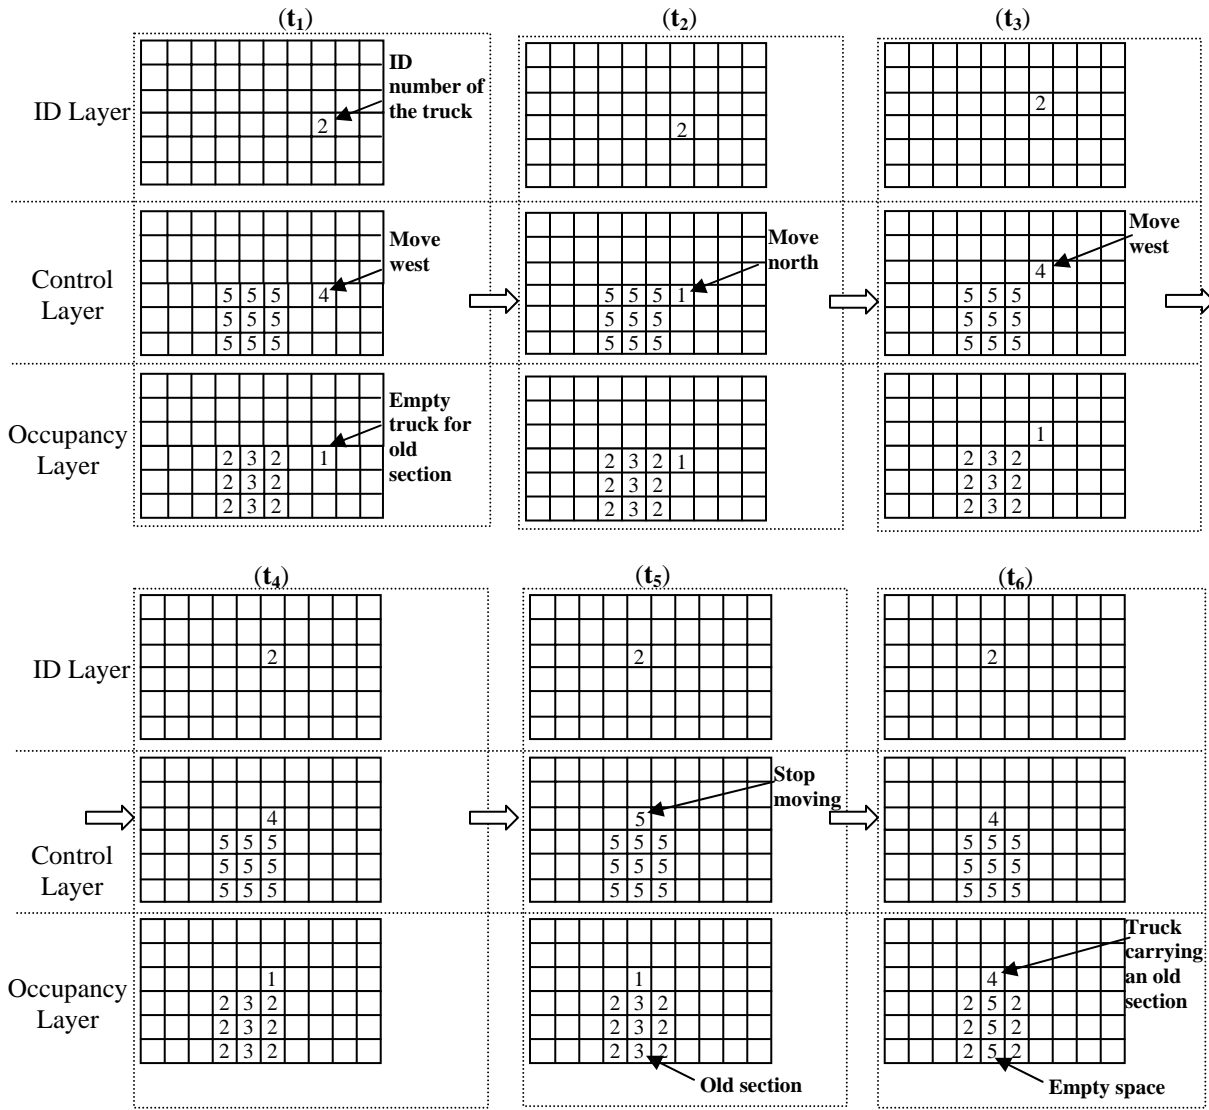 (t1) (t2) (t3)
ID Layer
ID
number of
the truck
2
2
2
Control
Layer
Move
west
5 5 5 4
5 5 5
5 5 5
Move
north
5 5 5 1
5 5 5
5 5 5
Move
west
4
5 5 5
5 5 5
5 5 5
Occupancy
Layer
Empty
truck for
old
section
2 3 2 1
2 3 2
2 3 2
2 3 2 1
2 3 2
2 3 2
1
2 3 2
2 3 2
2 3 2
(t4) (t5) (t6)
ID Layer
2
2
2
Control
Layer
4
5 5 5
5 5 5
5 5 5
Stop
moving
5
5 5 5
5 5 5
5 5 5
4
5 5 5
5 5 5
5 5 5
Occupancy
Layer
1
2 3 2
2 3 2
2 3 2
1
2 3 2
2 3 2
2 3 2
Old section
Truck
carrying
an old
section
4
2 5 2
2 5 2
2 5 2
Empty space